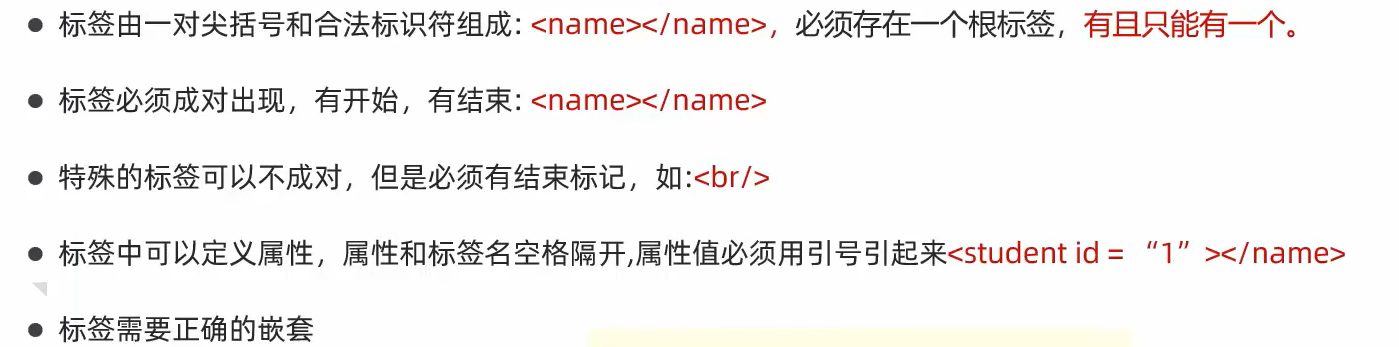 ● 标签由一对尖括号和合法标识符组成: <name></name>，必须存在一个根标签，有且只能有一个。
● 标签必须成对出现，有开始，有结束: <name></name>
● 特殊的标签可以不成对，但是必须有结束标记，如:<br/>
● 标签中可以定义属性，属性和标签名空格隔开,属性值必须用引号引起来<student id = “1” ></name>
● 标签需要正确的嵌套